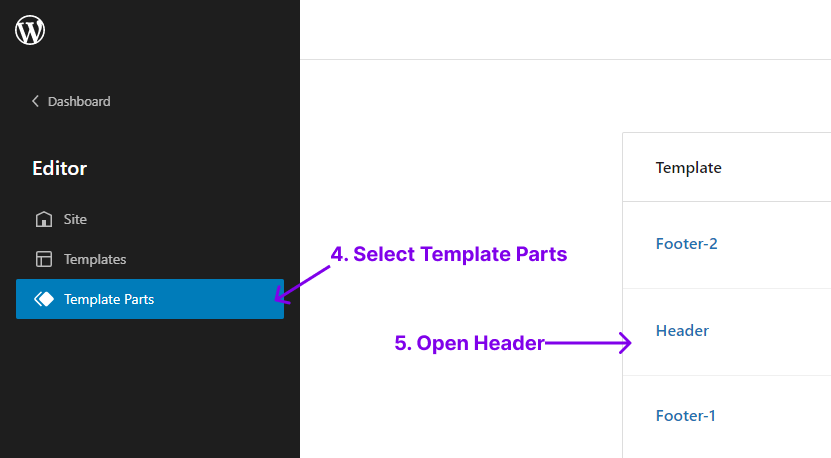 Dashboard
Editor
Site
Templates
Template Parts
4. Select Template Parts
5. Open Header
Template
Footer-2
Header
Footer-1